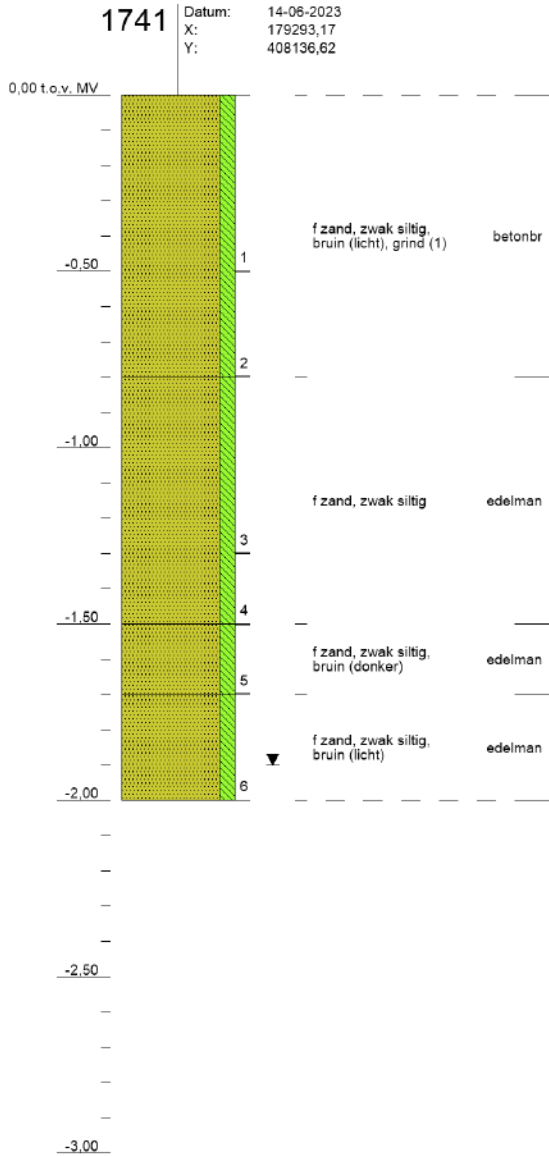 1741
Datum: 14-06-2023
X: 179293,17
Y: 408136,62
0,00 t.o.v. MV
f zand, zwak siltig,
bruin (licht), grind (1)
betonbr
1
-0,50
2
-1,00
f zand, zwak siltig
edelman
3
4
-1,50
f zand, zwak siltig,
bruin (donker)
edelman
5
f zand, zwak siltig,
bruin (licht)
edelman
6
-2,00
-2,50
-3,00